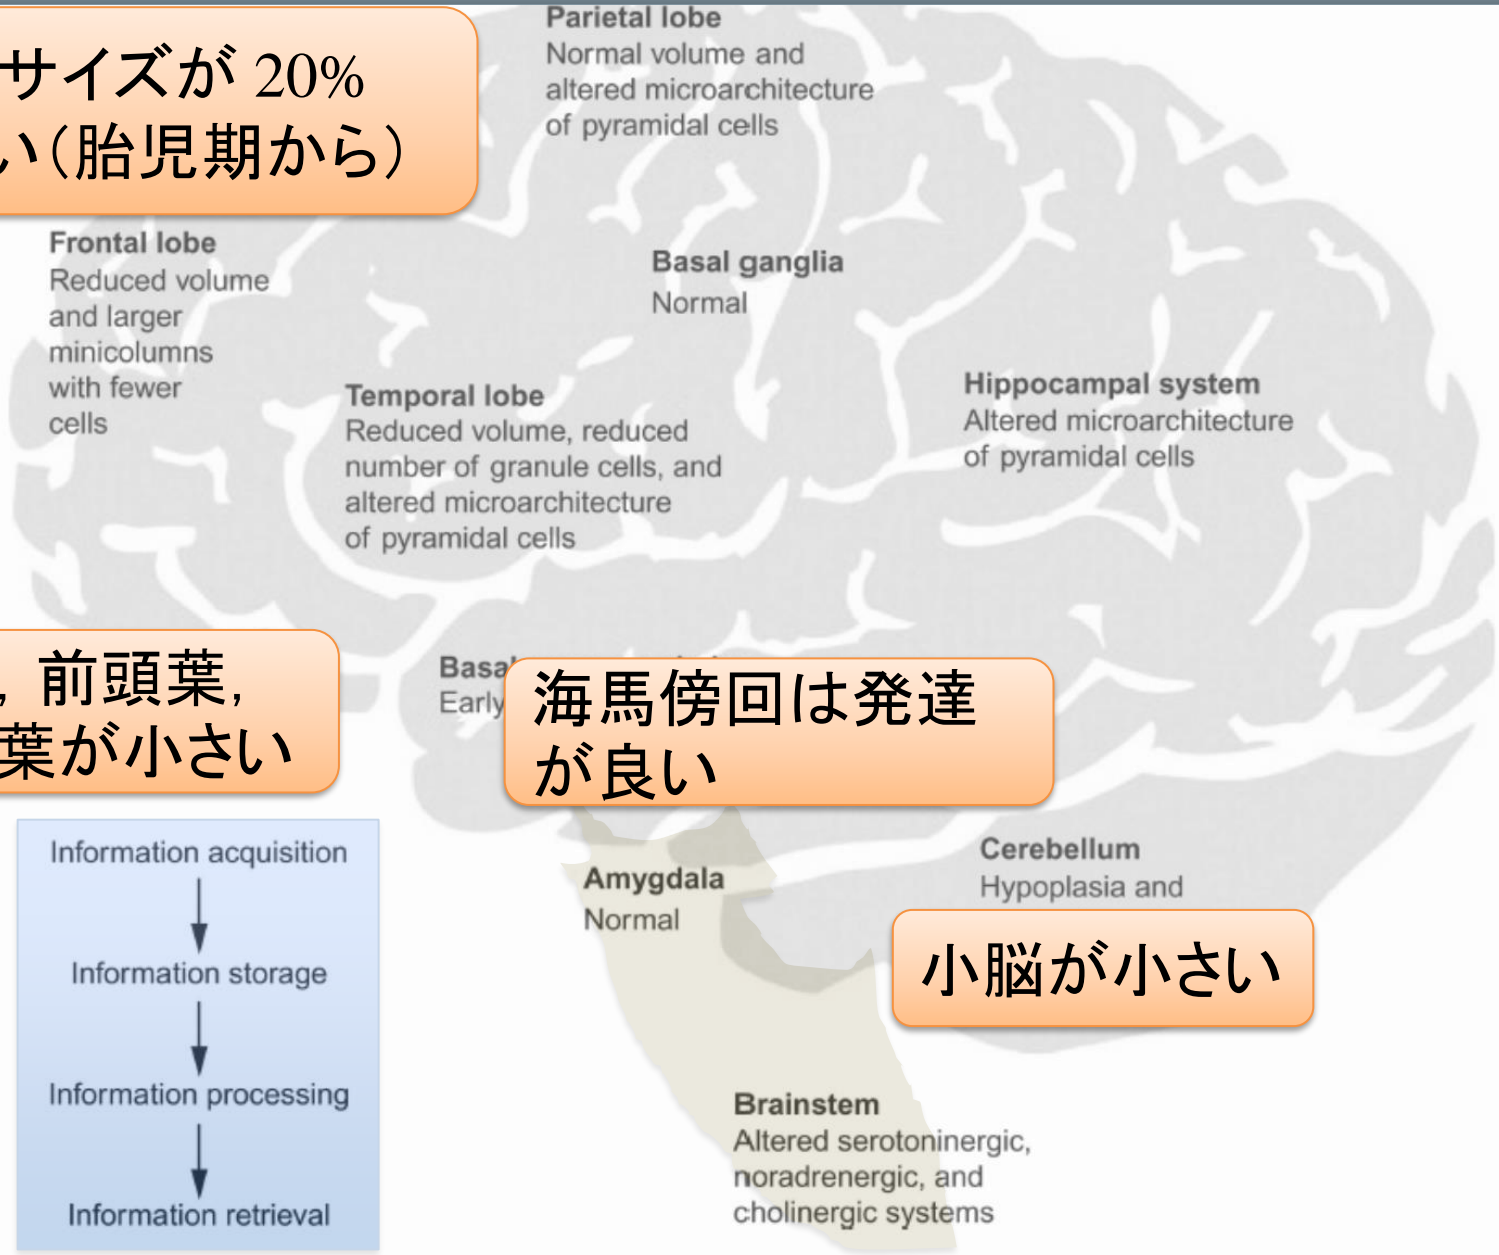 サイズが 20%
い（胎児期から）
Parietal lobe
Normal volume and
altered microarchitecture
of pyramidal cells
Frontal lobe
Reduced volume
and larger
minicolumns
with fewer
cells
Basal ganglia
Normal
Temporal lobe
Reduced volume, reduced
number of granule cells, and
altered microarchitecture
of pyramidal cells
Hippocampal system
Altered microarchitecture
of pyramidal cells
, 前頭葉,
葉が小さい
Early
海馬傍回は発達
が良い
Information acquisition
Information storage
Information processing
Information retrieval
Amygdala
Normal
Cerebellum
Hypoplasia and
小脳が小さい
Brainstem
Altered serotoninergic,
noradrenergic, and
cholinergic systems